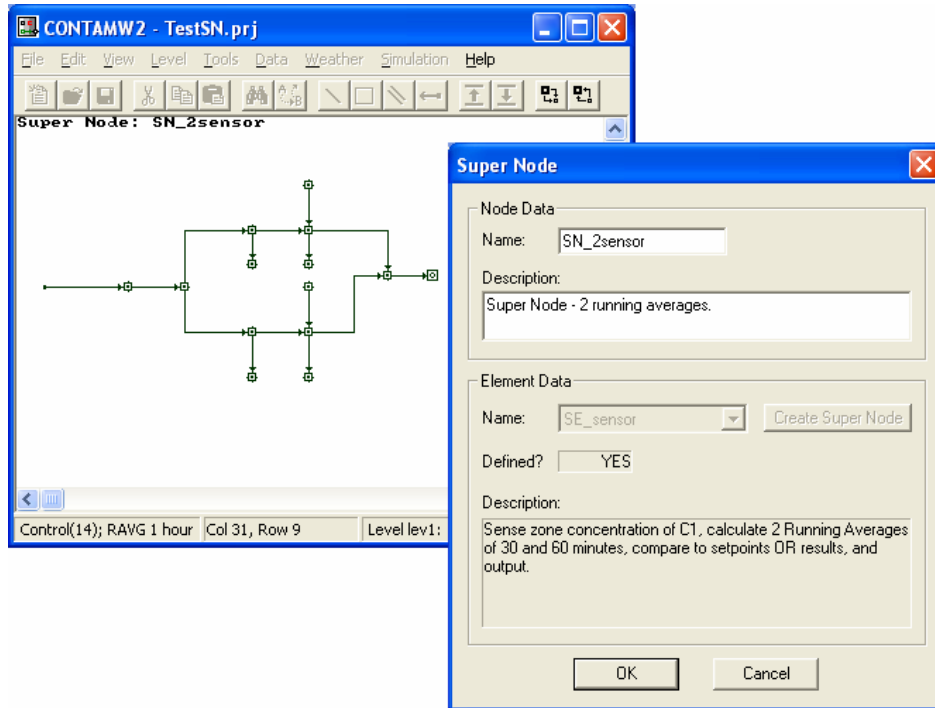 CONTAMW2 - TestSN.prj
File Edit View Level Tools Data Weather Simulation Help
Super Node: SN_2sensor
Control(14); RAVG 1 hour Col 31, Row 9 Level lev1:
Super Node
Node Data
Name: SN_2sensor
Description:
Super Node - 2 running averages.
Element Data
Name: SE_sensor Create Super Node
Defined? YES
Description:
Sense zone concentration of C1, calculate 2 Running Averages
of 30 and 60 minutes, compare to setpoints OR results, and
output.
OK Cancel